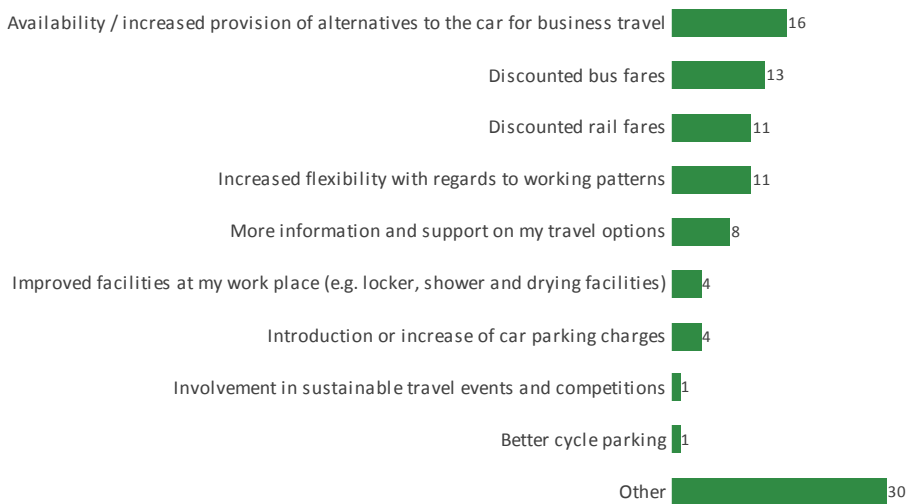 Availability / increased provision of alternatives to the car for business travel 16
Discounted bus fares 13
Discounted rail fares 11
Increased flexibility with regards to working patterns 11
More information and support on my travel options 8
Improved facilities at my work place (e.g. locker, shower and drying facilities) 4
Introduction or increase of car parking charges 4
Involvement in sustainable travel events and competitions 1
Better cycle parking 1
Other 30